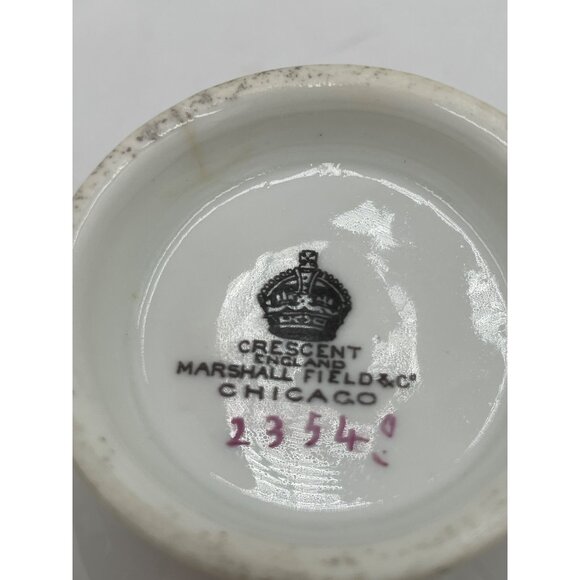 CRESCENT
ENGLAND
MARSHALL FIELD & Co
CHICAGO
2354